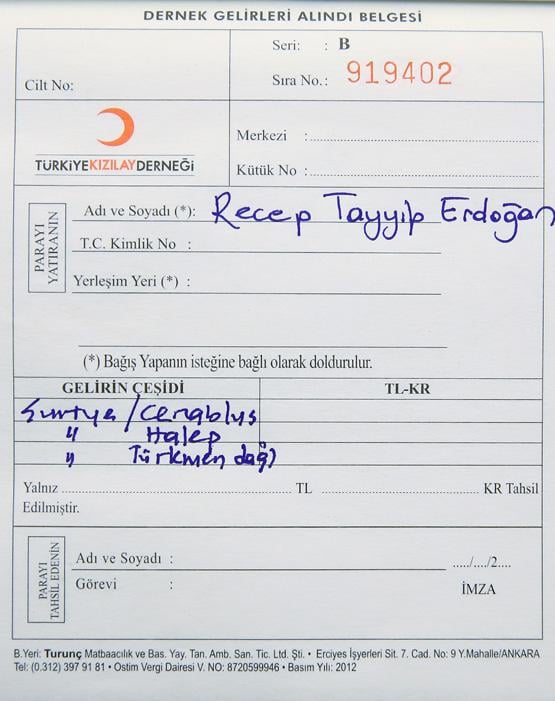 DERNEK GELİRLERİ ALINDI BELGESİ
Seri: : B
Cilt No:
Sıra No.: 919402
TÜRKİYEKIZILAYDERNEĞİ
Merkezi :
Kütük No :
PARAYI YATIRANIN
Adı ve Soyadı (*): Recep Tayyip Erdoğan
T.C. Kimlik No :
Yerleşim Yeri (*) :
(*) Bağış Yapanın isteğine bağlı olarak doldurulur.
GELİRİN ÇEŞİDİ TL-KR
Suriye/Cerablus
" Halep
" Türkmen dağı
Yalnız ........ TL ........ KR Tahsil
Edilmiştir.
PARAYI TAHSİL EDENİN
Adı ve Soyadı : ...../..../2....
Görevi : İMZA
B.Yeri: Turunç Matbaacılık ve Bas. Yay. Tan. Amb. San. Tic. Ltd. Şti. • Erciyes İşyerleri Sit. 7. Cad. No: 9 Y.Mahalle/ANKARA
Tel: (0.312) 397 91 81 • Ostim Vergi Dairesi V. NO: 8720599946 • Basım Yılı: 2012